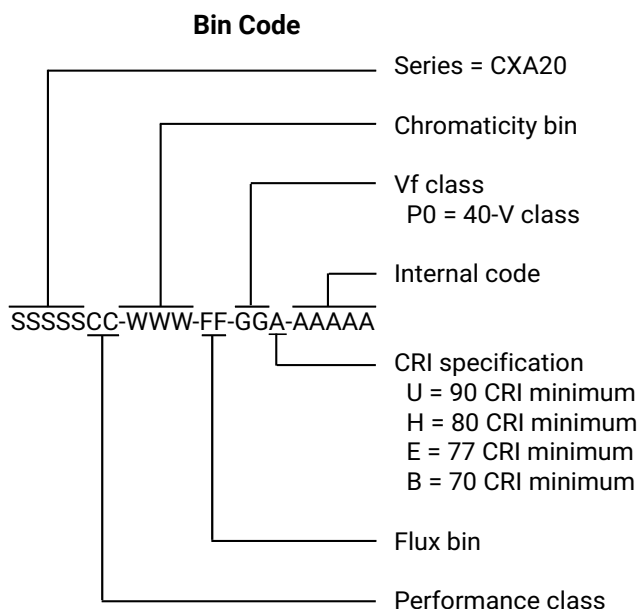 Bin Code
Series = CXA20
Chromaticity bin
Vf class
P0 = 40-V class
Internal code
SSSSSCC-WWW-FF-GGA-AAAAA
CRI specification
U = 90 CRI minimum
H = 80 CRI minimum
E = 77 CRI minimum
B = 70 CRI minimum
Flux bin
Performance class